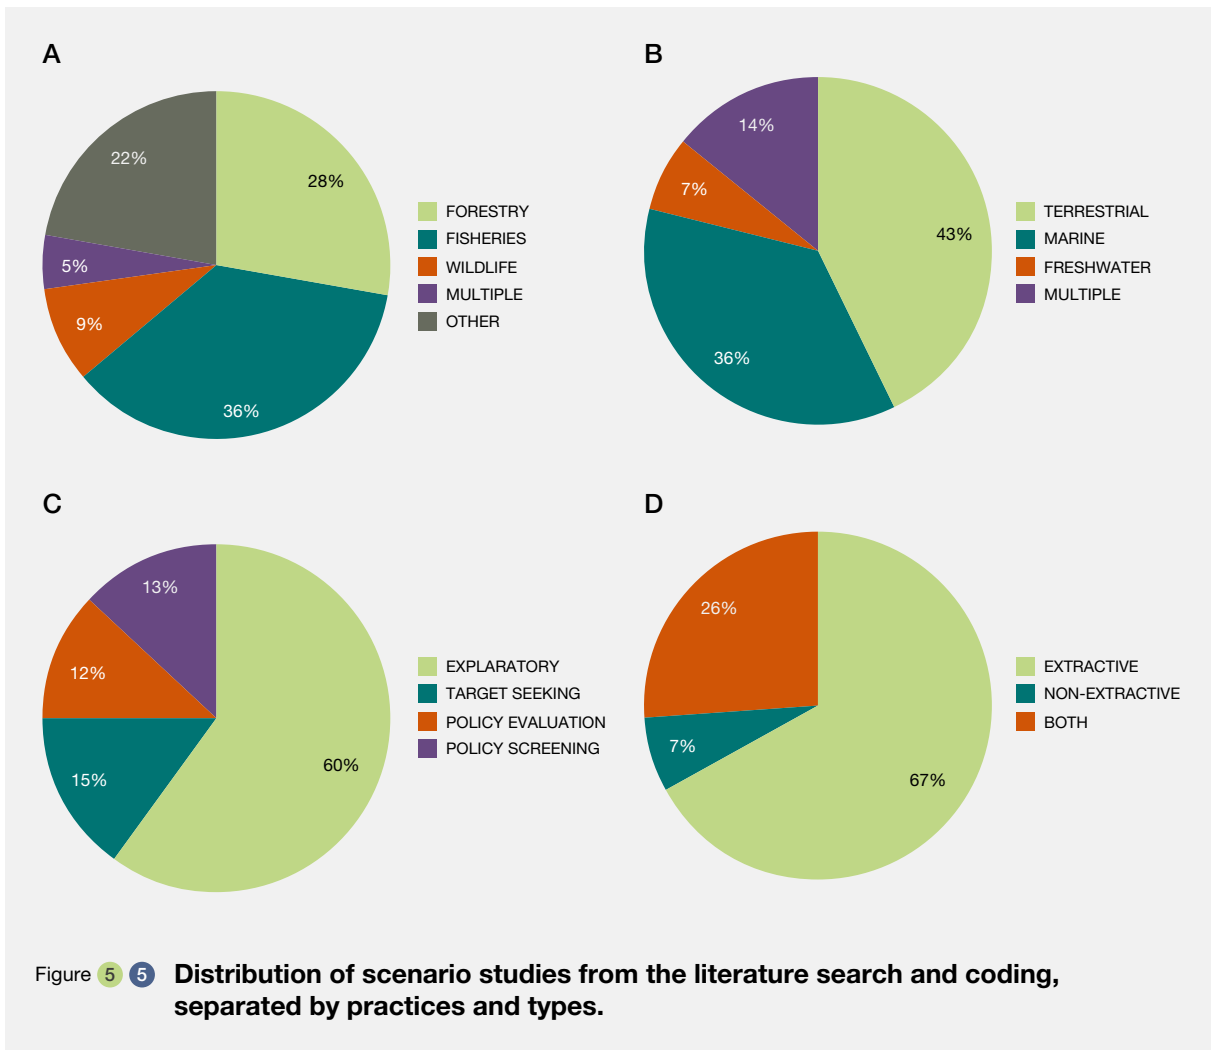 A
22%
28%
5%
9%
36%
FORESTRY
FISHERIES
WILDLIFE
MULTIPLE
OTHER
B
14%
7%
43%
36%
TERRESTRIAL
MARINE
FRESHWATER
MULTIPLE
C
13%
12%
15%
60%
EXPLARATORY
TARGET SEEKING
POLICY EVALUATION
POLICY SCREENING
D
26%
7%
67%
EXTRACTIVE
NON-EXTRACTIVE
BOTH
Figure 5 5 Distribution of scenario studies from the literature search and coding,
separated by practices and types.